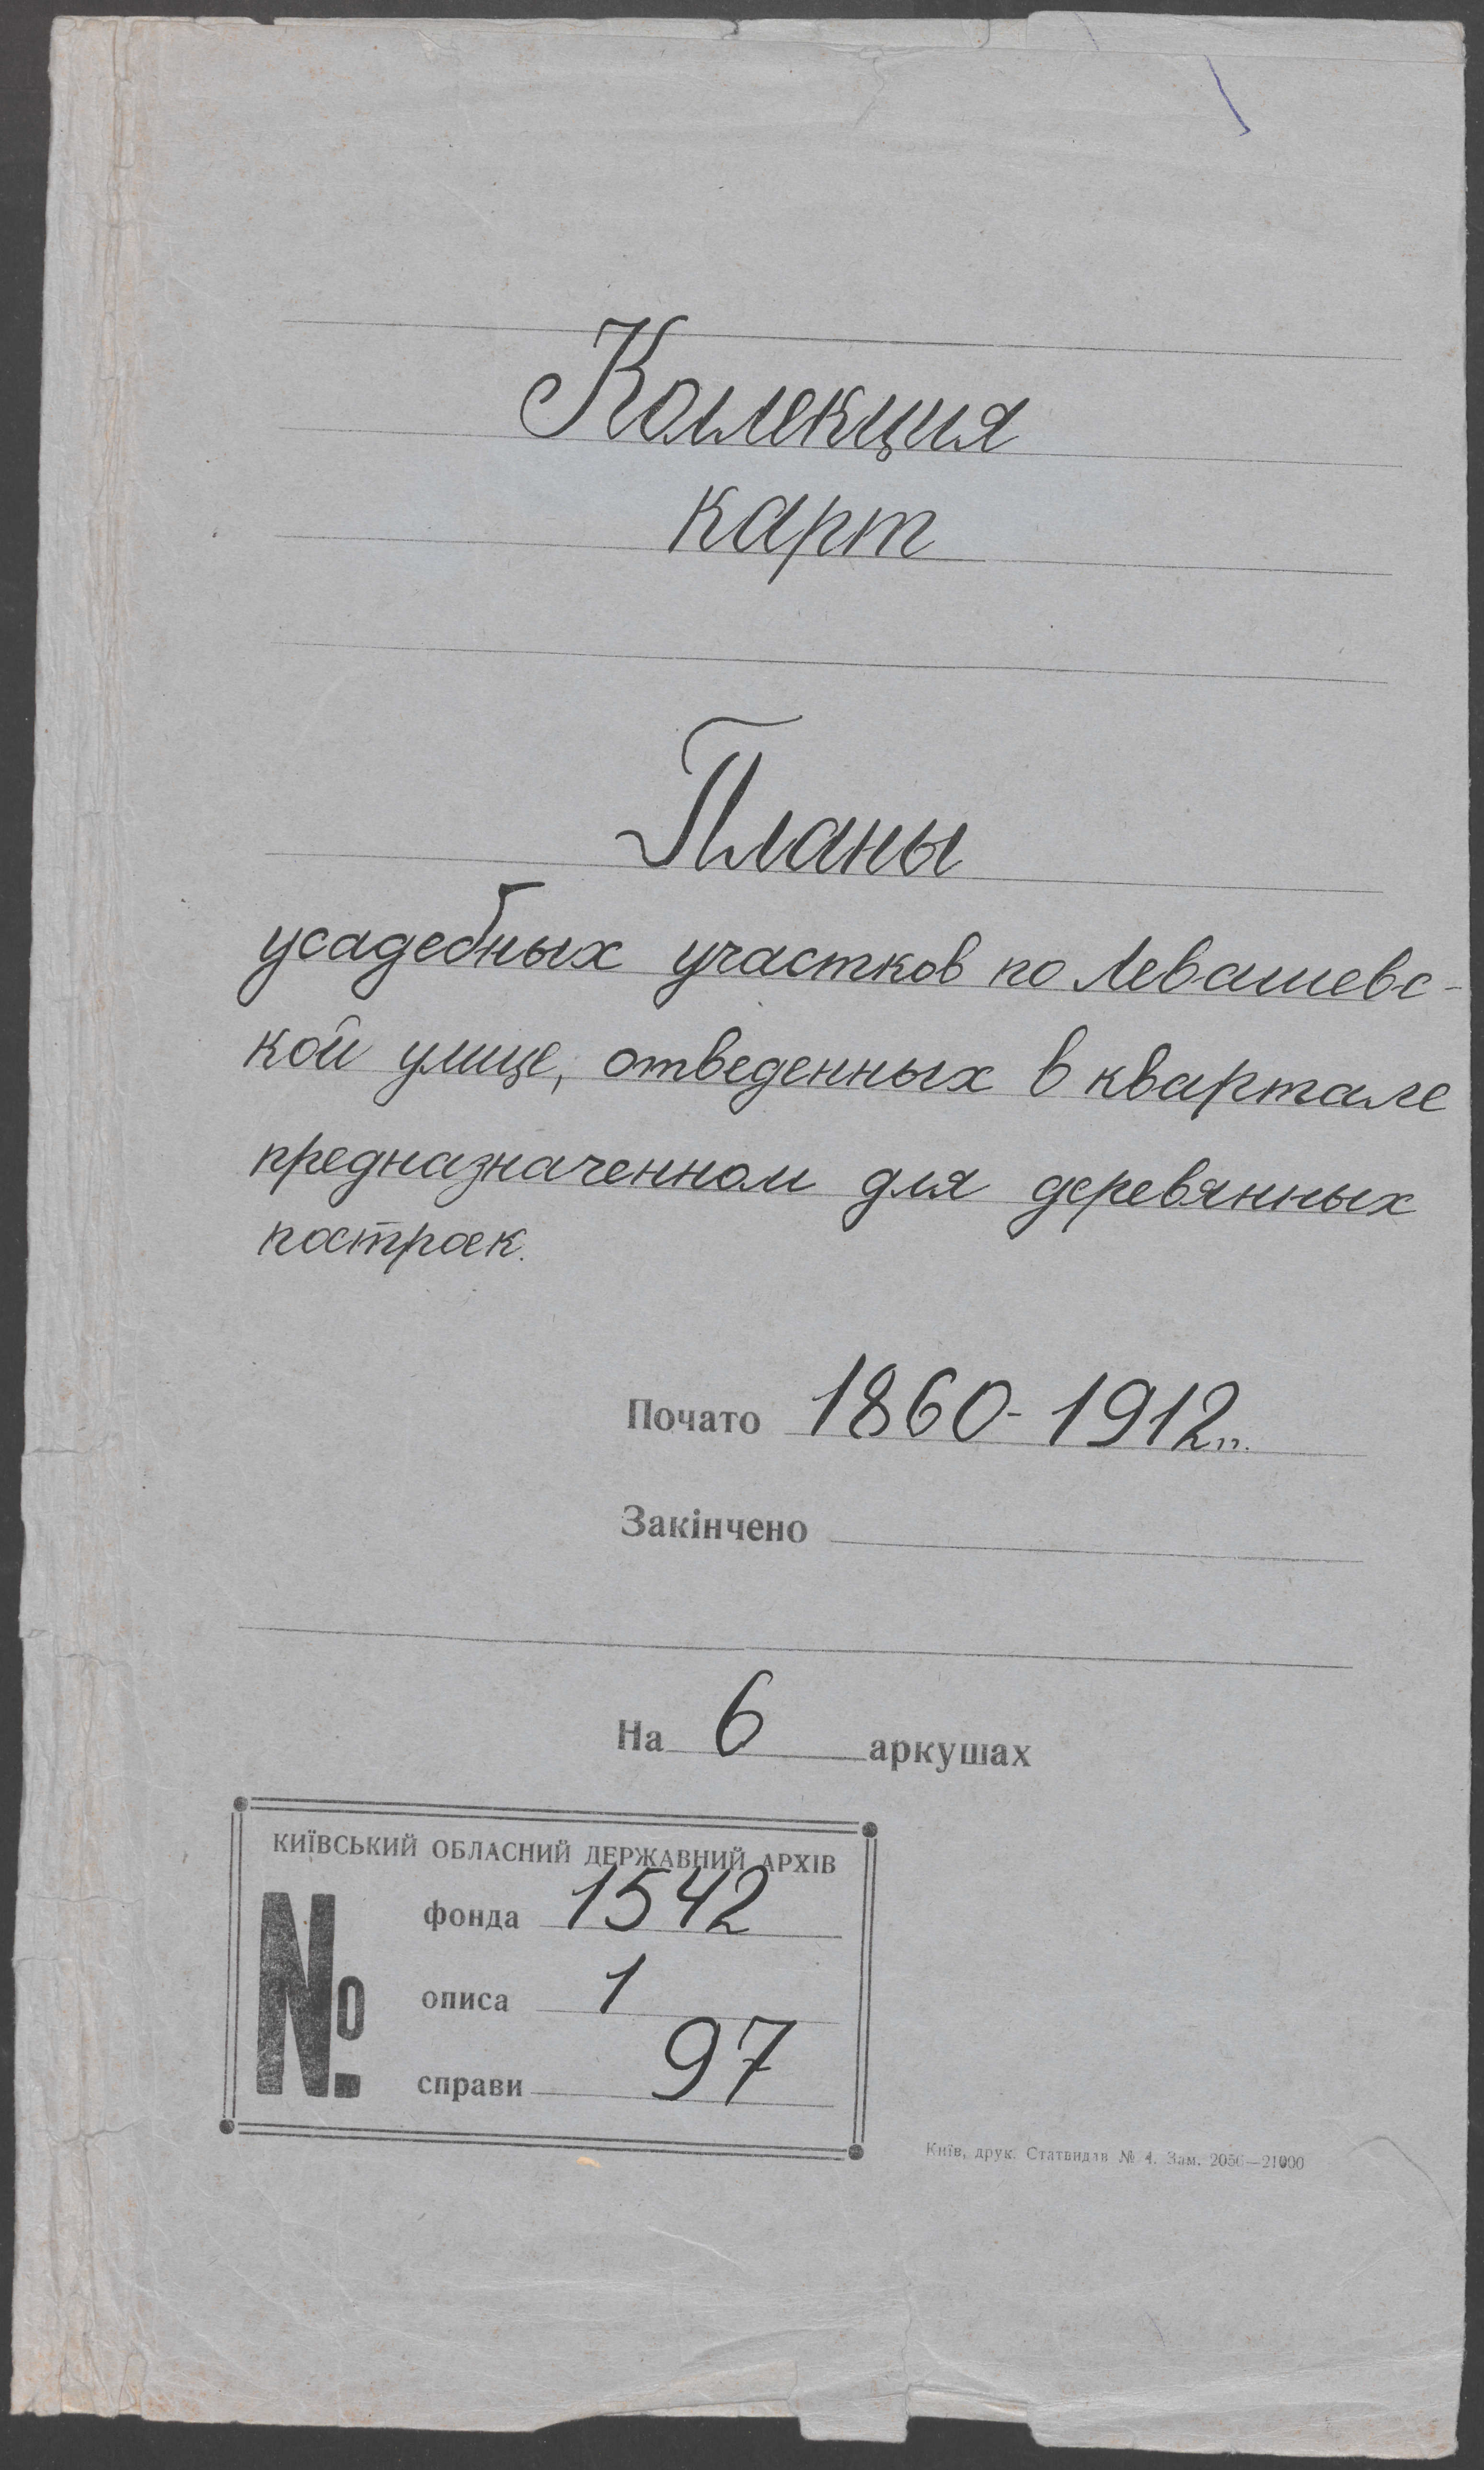 Коллекция
карт
Планы
усадебных участков по Левашевс-
кой улице, отведенных в квартале
предназначенном для деревянных
построек.
Почато 1860-1912гг.
Закінчено
На 6 аркушах
КИЇВСЬКИЙ ОБЛАСНИЙ ДЕРЖАВНИЙ АРХІВ
№
фонда 1542
описа 1
справи 97
Київ, друк. Статвидав № 4. Зам. 2056—21000